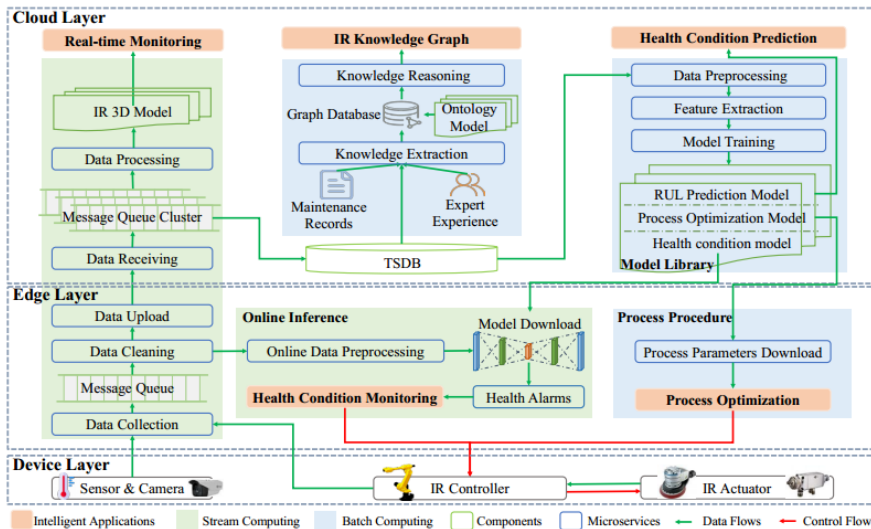 Cloud Layer
Real-time Monitoring
IR Knowledge Graph
Health Condition Prediction
IR 3D Model
Data Processing
Message Queue Cluster
Data Receiving
Knowledge Reasoning
Graph Database
Ontology
Model
Knowledge Extraction
Maintenance
Records
Expert
Experience
TSDB
Data Preprocessing
Feature Extraction
Model Training
RUL Prediction Model
Process Optimization Model
Health condition model
Model Library
Edge Layer
Data Upload
Data Cleaning
Message Queue
Data Collection
Online Inference
Model Download
Online Data Preprocessing
Health Condition Monitoring
Health Alarms
Process Procedure
Process Parameters Download
Process Optimization
Device Layer
Sensor & Camera
IR Controller
IR Actuator
Intelligent Applications
Stream Computing
Batch Computing
Components
Microservices
Data Flows
Control Flow